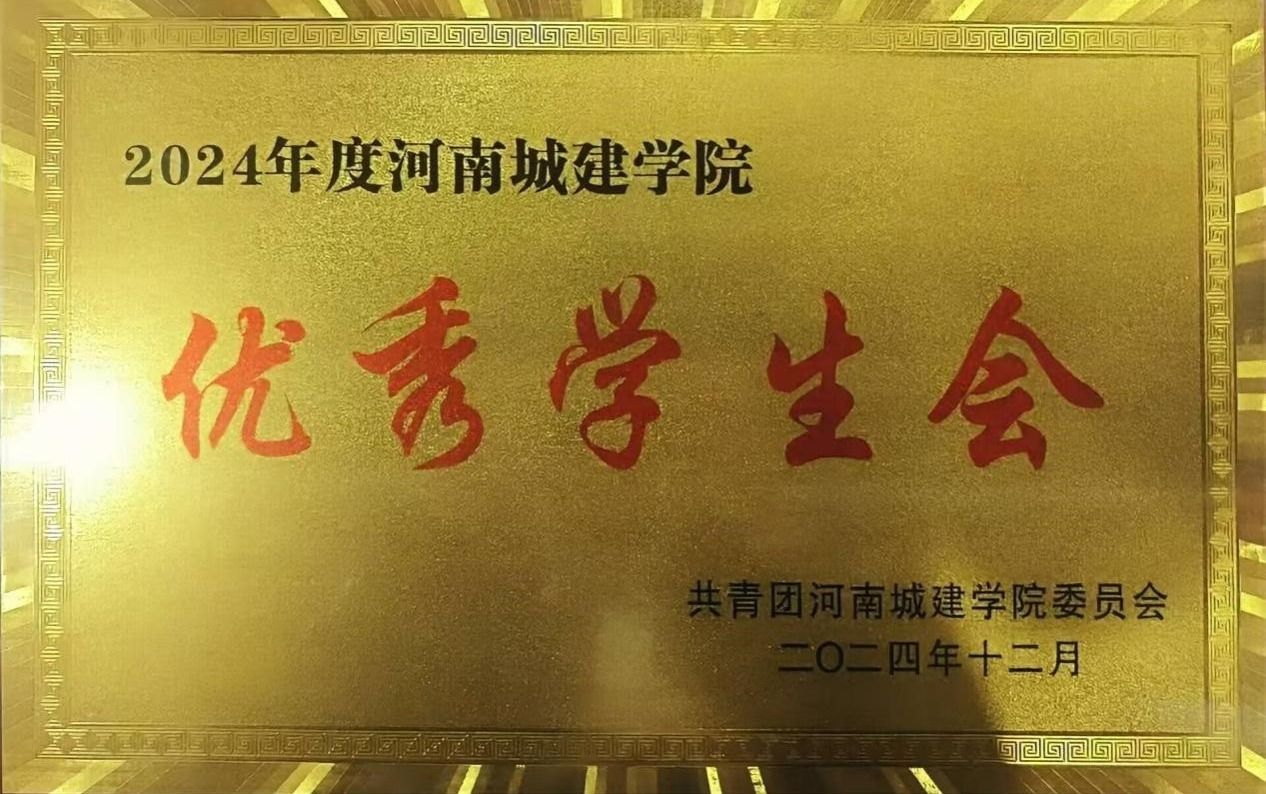 2024年度河南城建学院
优秀学生会
共青团河南城建学院委员会
二〇二四年十二月